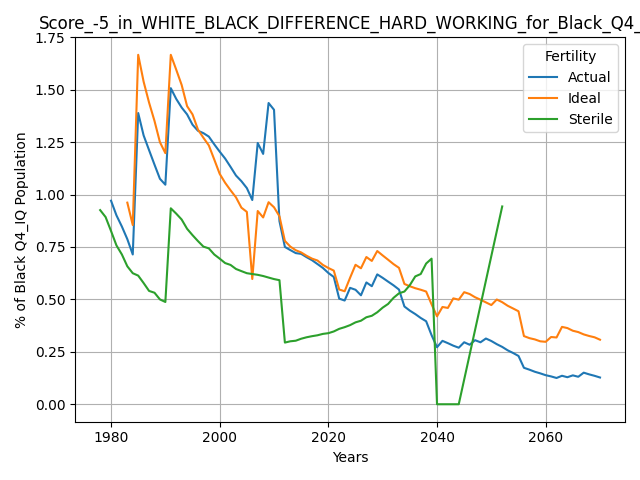 Score_-5_in_WHITE_BLACK_DIFFERENCE_HARD_WORKING_for_Black_Q4_
1.75
1.50
1.25
1.00
0.75
0.50
0.25
0.00
% of Black Q4_IQ Population
Fertility
Actual
Ideal
Sterile
1980
2000
2020
2040
2060
Years